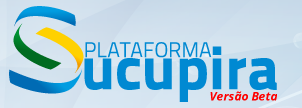 PLATAFORMA
Sucupira
Versão Beta